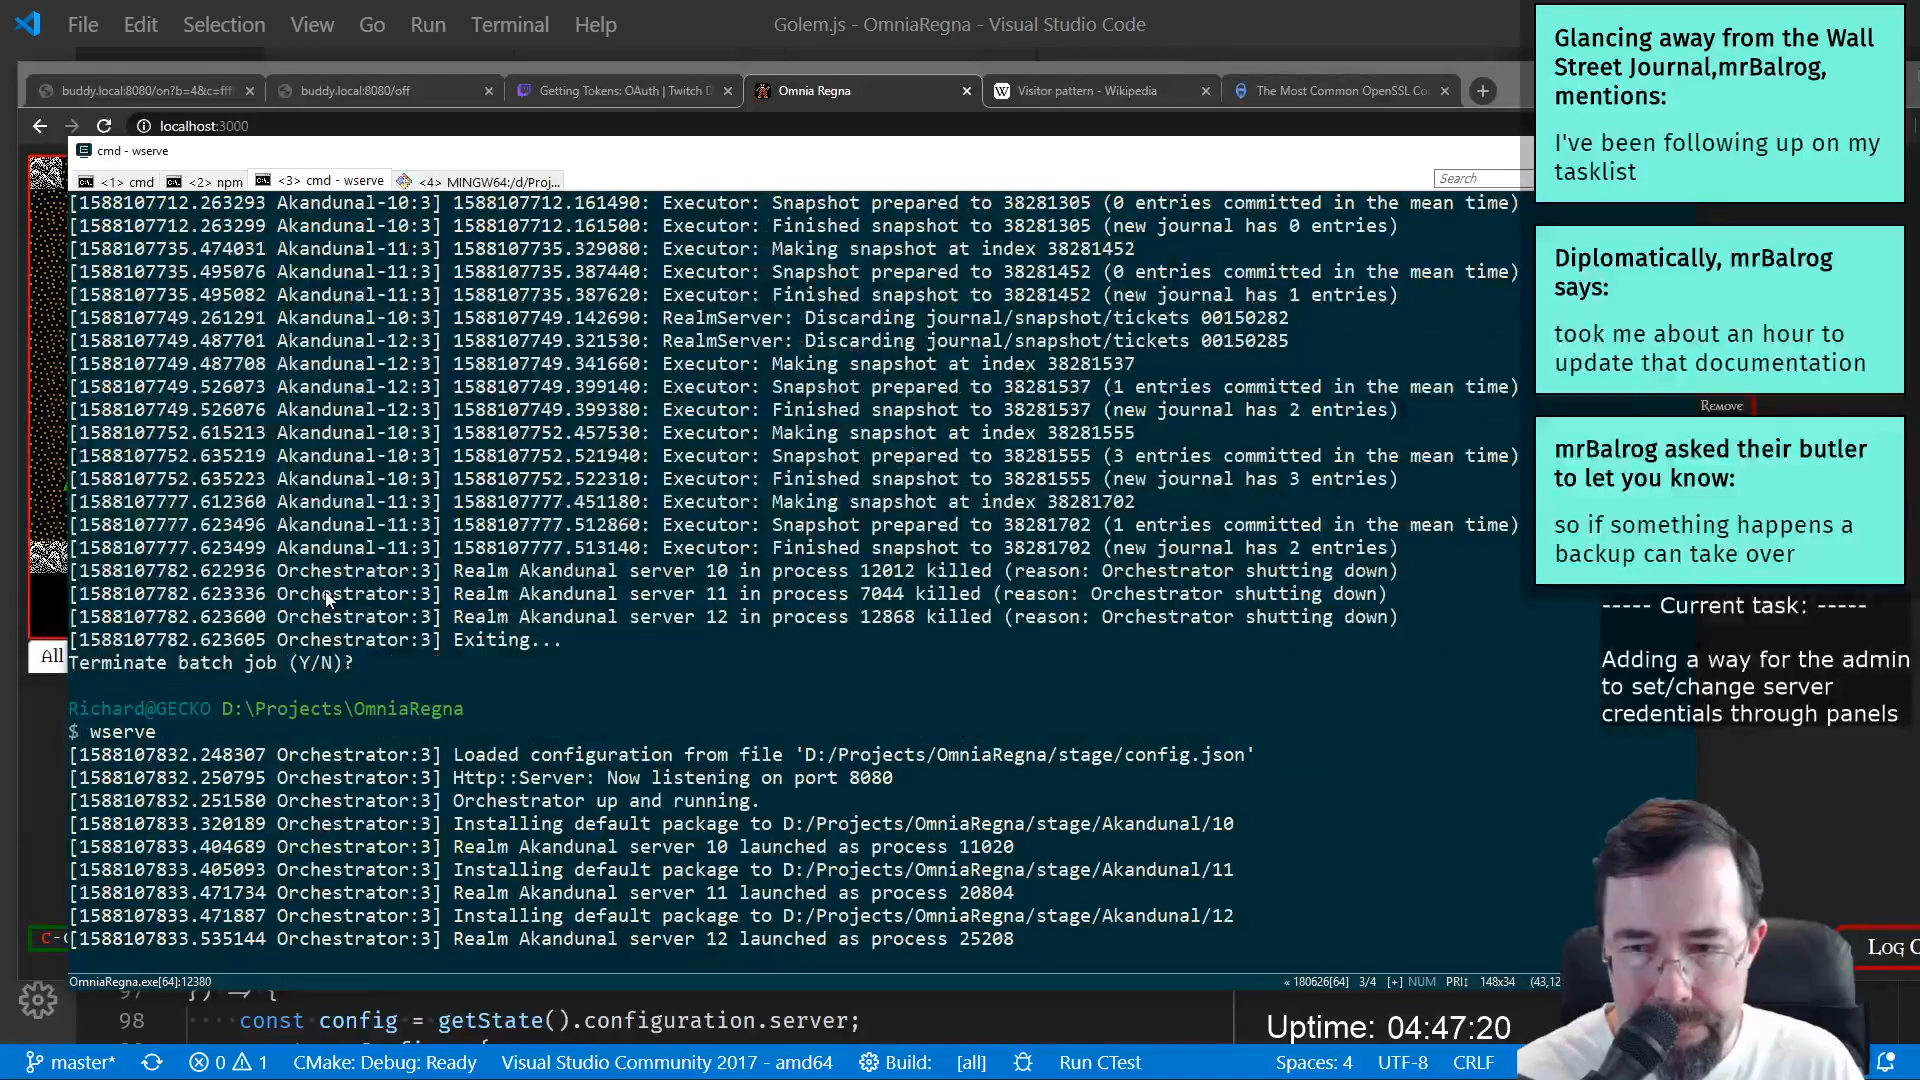 File Edit Selection View Go Run Terminal Help
Golem.js - OmniaRegna - Visual Studio Code
buddy.local:8080/on?b=4&c=fff
buddy.local:8080/off
Getting Tokens: OAuth | Twitch D
Omnia Regna
Visitor pattern - Wikipedia
The Most Common OpenSSL Co
localhost:3000
cmd - wserve
<1> cmd <2> npm <3> cmd - wserve <4> MINGW64:/d/Proj...
Search
[1588107712.263293 Akandunal-10:3] 1588107712.161490: Executor: Snapshot prepared to 38281305 (0 entries committed in the mean time)
[1588107712.263299 Akandunal-10:3] 1588107712.161500: Executor: Finished snapshot to 38281305 (new journal has 0 entries)
[1588107735.474031 Akandunal-11:3] 1588107735.329080: Executor: Making snapshot at index 38281452
[1588107735.495076 Akandunal-11:3] 1588107735.387440: Executor: Snapshot prepared to 38281452 (0 entries committed in the mean time)
[1588107735.495082 Akandunal-11:3] 1588107735.387620: Executor: Finished snapshot to 38281452 (new journal has 1 entries)
[1588107749.261291 Akandunal-10:3] 1588107749.142690: RealmServer: Discarding journal/snapshot/tickets 00150282
[1588107749.487701 Akandunal-12:3] 1588107749.321530: RealmServer: Discarding journal/snapshot/tickets 00150285
[1588107749.487708 Akandunal-12:3] 1588107749.341660: Executor: Making snapshot at index 38281537
[1588107749.526073 Akandunal-12:3] 1588107749.399140: Executor: Snapshot prepared to 38281537 (1 entries committed in the mean time)
[1588107749.526076 Akandunal-12:3] 1588107749.399380: Executor: Finished snapshot to 38281537 (new journal has 2 entries)
[1588107752.615213 Akandunal-10:3] 1588107752.457530: Executor: Making snapshot at index 38281555
[1588107752.635219 Akandunal-10:3] 1588107752.521940: Executor: Snapshot prepared to 38281555 (3 entries committed in the mean time)
[1588107752.635223 Akandunal-10:3] 1588107752.522310: Executor: Finished snapshot to 38281555 (new journal has 3 entries)
[1588107777.612360 Akandunal-11:3] 1588107777.451180: Executor: Making snapshot at index 38281702
[1588107777.623496 Akandunal-11:3] 1588107777.512860: Executor: Snapshot prepared to 38281702 (1 entries committed in the mean time)
[1588107777.623499 Akandunal-11:3] 1588107777.513140: Executor: Finished snapshot to 38281702 (new journal has 2 entries)
[1588107782.622936 Orchestrator:3] Realm Akandunal server 10 in process 12012 killed (reason: Orchestrator shutting down)
[1588107782.623336 Orchestrator:3] Realm Akandunal server 11 in process 7044 killed (reason: Orchestrator shutting down)
[1588107782.623600 Orchestrator:3] Realm Akandunal server 12 in process 12868 killed (reason: Orchestrator shutting down)
[1588107782.623605 Orchestrator:3] Exiting...
Terminate batch job (Y/N)?
Richard@GECKO D:\Projects\OmniaRegna
$ wserve
[1588107832.248307 Orchestrator:3] Loaded configuration from file 'D:/Projects/OmniaRegna/stage/config.json'
[1588107832.250795 Orchestrator:3] Http::Server: Now listening on port 8080
[1588107832.251580 Orchestrator:3] Orchestrator up and running.
[1588107833.320189 Orchestrator:3] Installing default package to D:/Projects/OmniaRegna/stage/Akandunal/10
[1588107833.404689 Orchestrator:3] Realm Akandunal server 10 launched as process 11020
[1588107833.405093 Orchestrator:3] Installing default package to D:/Projects/OmniaRegna/stage/Akandunal/11
[1588107833.471734 Orchestrator:3] Realm Akandunal server 11 launched as process 20804
[1588107833.471887 Orchestrator:3] Installing default package to D:/Projects/OmniaRegna/stage/Akandunal/12
[1588107833.535144 Orchestrator:3] Realm Akandunal server 12 launched as process 25208
OmniaRegna.exe[64]:12380
« 180626[64] 3/4 [+] NUM PRI↕ 148x34
All
Glancing away from the Wall
Street Journal,mrBalrog,
mentions:
I've been following up on my
tasklist
Diplomatically, mrBalrog
says:
took me about an hour to
update that documentation
Remove
mrBalrog asked their butler
to let you know:
so if something happens a
backup can take over
----- Current task: -----
Adding a way for the admin
to set/change server
credentials through panels
Log
98 const config = getState().configuration.server;
Uptime: 04:47:20
master* 0 1 CMake: Debug: Ready Visual Studio Community 2017 - amd64 Build: [all] Run CTest Spaces: 4 UTF-8 CRLF